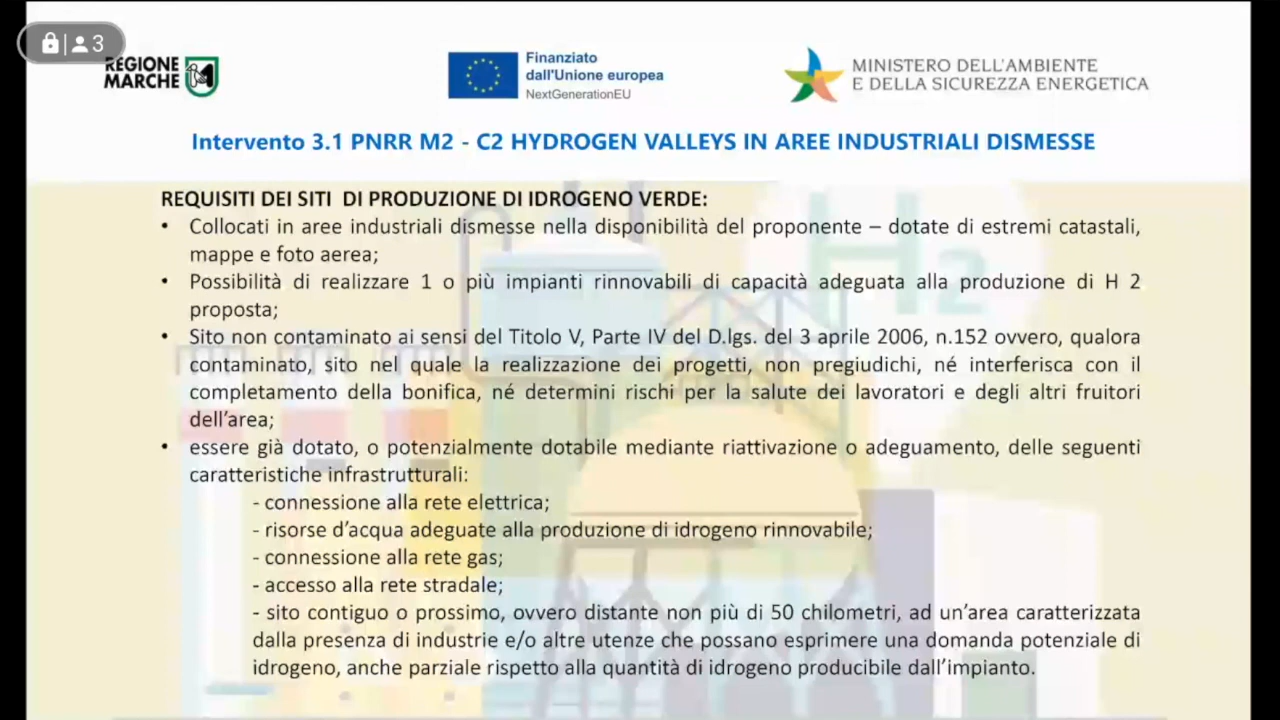 3
REGIONE
MARCHE
Finanziato
dall'Unione europea
NextGenerationEU
MINISTERO DELL'AMBIENTE
E DELLA SICUREZZA ENERGETICA
Intervento 3.1 PNRR M2 - C2 HYDROGEN VALLEYS IN AREE INDUSTRIALI DISMESSE
REQUISITI DEI SITI DI PRODUZIONE DI IDROGENO VERDE:
• Collocati in aree industriali dismesse nella disponibilità del proponente – dotate di estremi catastali,
mappe e foto aerea;
• Possibilità di realizzare 1 o più impianti rinnovabili di capacità adeguata alla produzione di H 2
proposta;
• Sito non contaminato ai sensi del Titolo V, Parte IV del D.lgs. del 3 aprile 2006, n.152 ovvero, qualora
contaminato, sito nel quale la realizzazione dei progetti, non pregiudichi, né interferisca con il
completamento della bonifica, né determini rischi per la salute dei lavoratori e degli altri fruitori
dell'area;
• essere già dotato, o potenzialmente dotabile mediante riattivazione o adeguamento, delle seguenti
caratteristiche infrastrutturali:
- connessione alla rete elettrica;
- risorse d'acqua adeguate alla produzione di idrogeno rinnovabile;
- connessione alla rete gas;
- accesso alla rete stradale;
- sito contiguo o prossimo, ovvero distante non più di 50 chilometri, ad un'area caratterizzata
dalla presenza di industrie e/o altre utenze che possano esprimere una domanda potenziale di
idrogeno, anche parziale rispetto alla quantità di idrogeno producibile dall'impianto.
H2